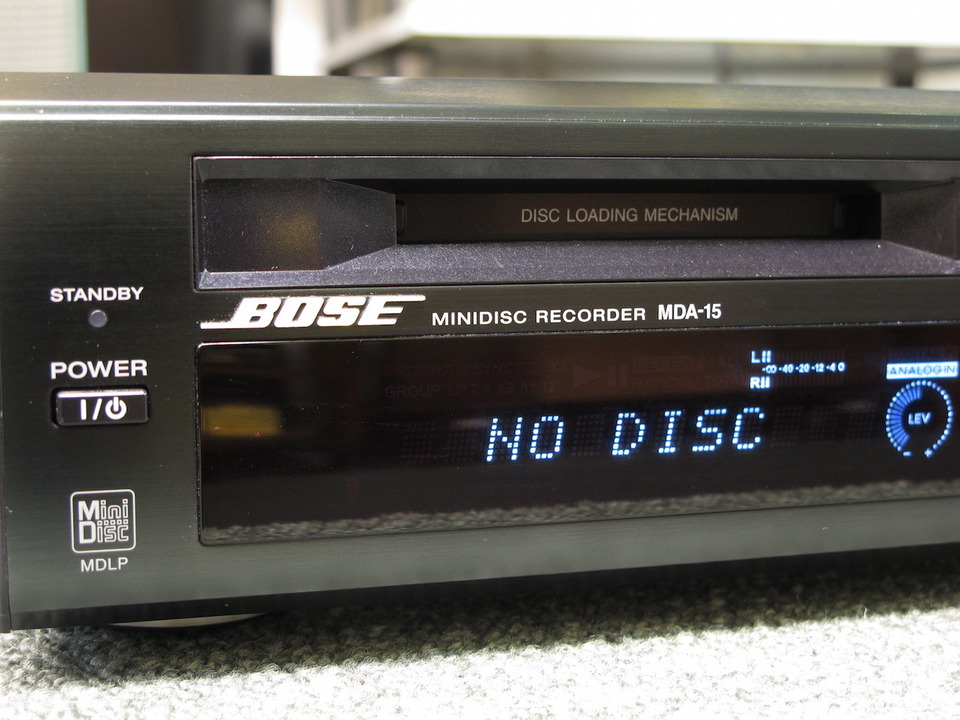 DISC LOADING MECHANISM
STANDBY
BOSE MINIDISC RECORDER MDA-15
POWER
I/⏻
L
-∞ -40 -20 -12 -4 0
R
ANALOG IN
LEV
- +
NO DISC
Mini
Disc
MDLP